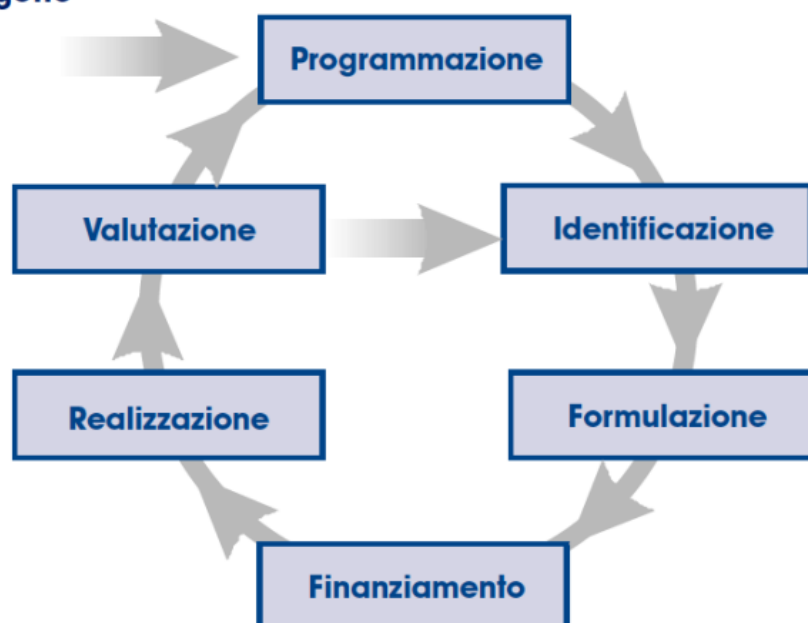 Programmazione
Valutazione
Identificazione
Realizzazione
Formulazione
Finanziamento